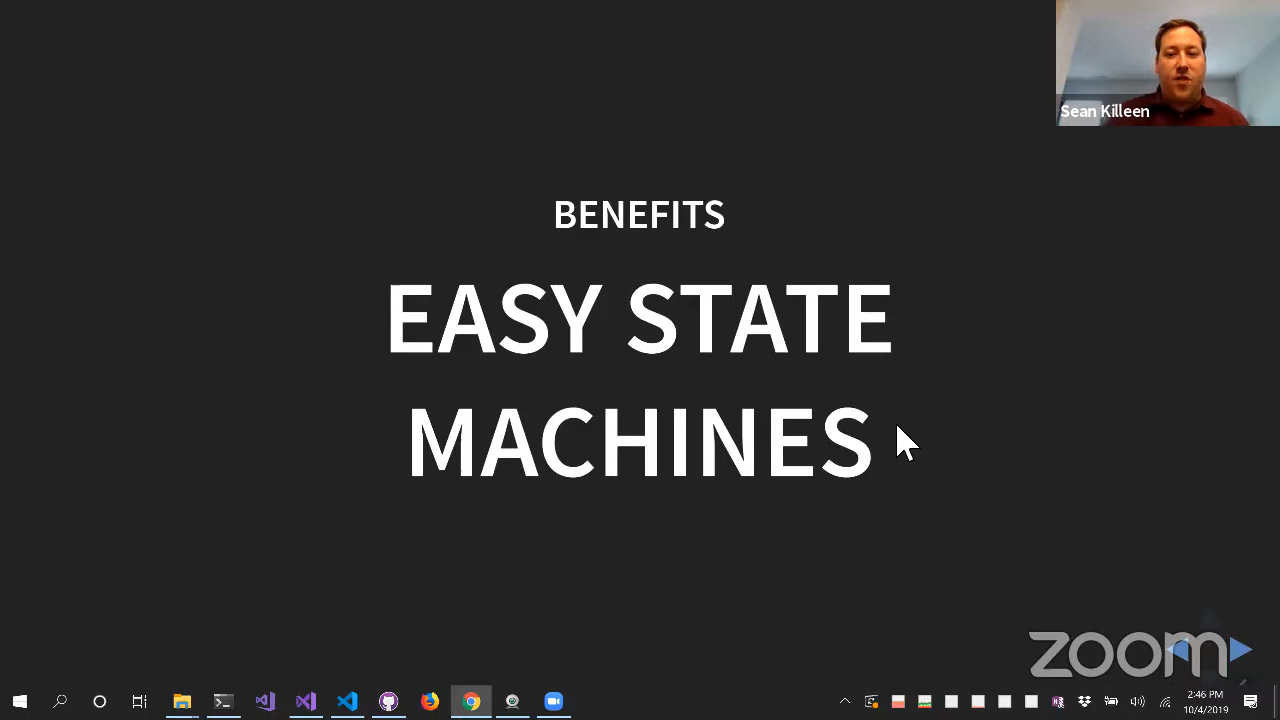 Sean Killeen
BENEFITS
EASY STATE
MACHINES
zoom
2:46 PM
10/4/2019